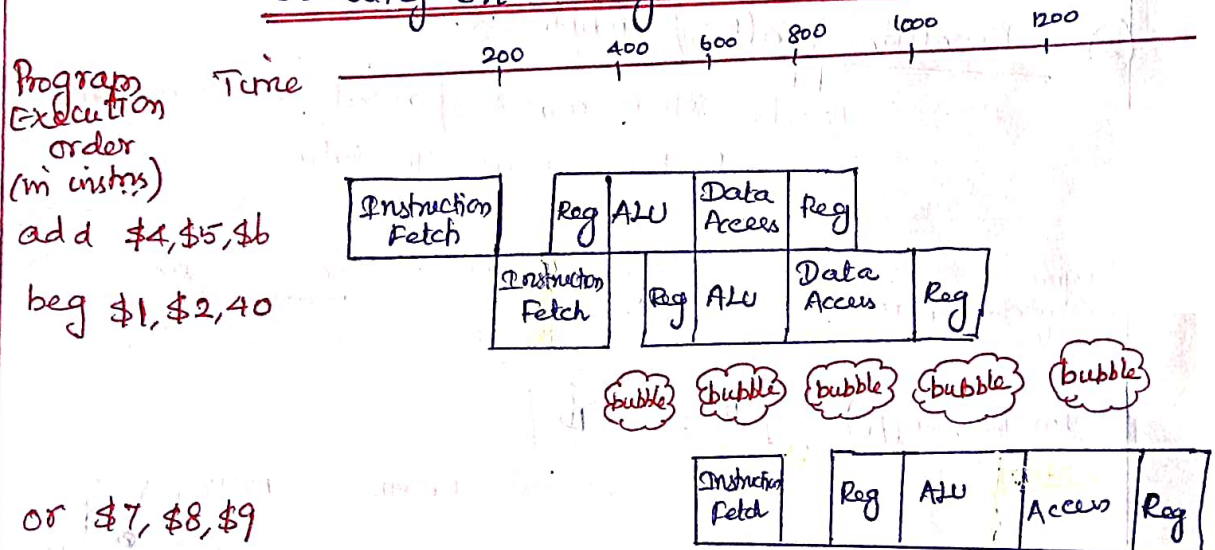 200 400 600 800 1000 1200
Program Time
Execution
order
(in instrns)
add $4,$5,$6
Instruction Fetch Reg ALU Data Access Reg
beg $1, $2, 40
Instruction Fetch Reg ALU Data Access Reg
bubble bubble bubble bubble bubble
or $7, $8, $9
Instruction Fetch Reg ALU Access Reg